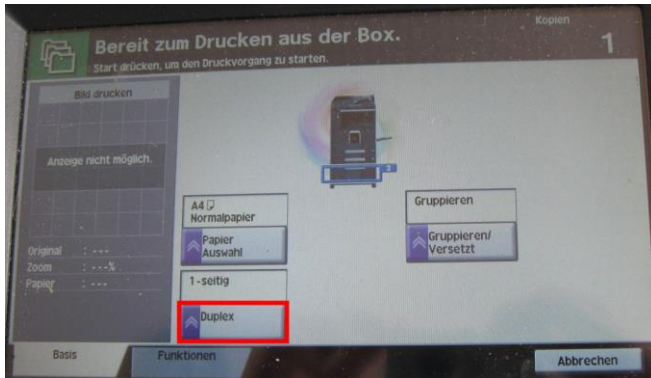 Kopien
Bereit zum Drucken aus der Box.
1
Start drücken, um den Druckvorgang zu starten.
Bild drucken
Anzeige nicht möglich.
2
A4
Normalpapier
Gruppieren
Papier
Auswahl
Gruppieren/
Versetzt
Original : ---
Zoom : ---%
Papier : ---
1-seitig
Duplex
Basis
Funktionen
Abbrechen